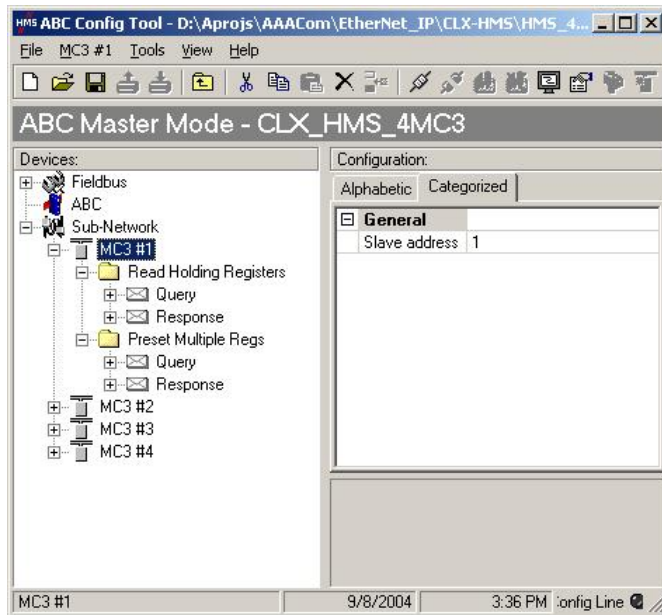 HMS ABC Config Tool - D:\Aprojs\AAACom\EtherNet_IP\CLX-HMS\HMS_4...
File MC3 #1 Tools View Help
ABC Master Mode - CLX_HMS_4MC3
Devices:
Fieldbus
ABC
Sub-Network
MC3 #1
Read Holding Registers
Query
Response
Preset Multiple Regs
Query
Response
MC3 #2
MC3 #3
MC3 #4
Configuration:
Alphabetic Categorized
General
Slave address 1
MC3 #1 9/8/2004 3:36 PM :onfig Line